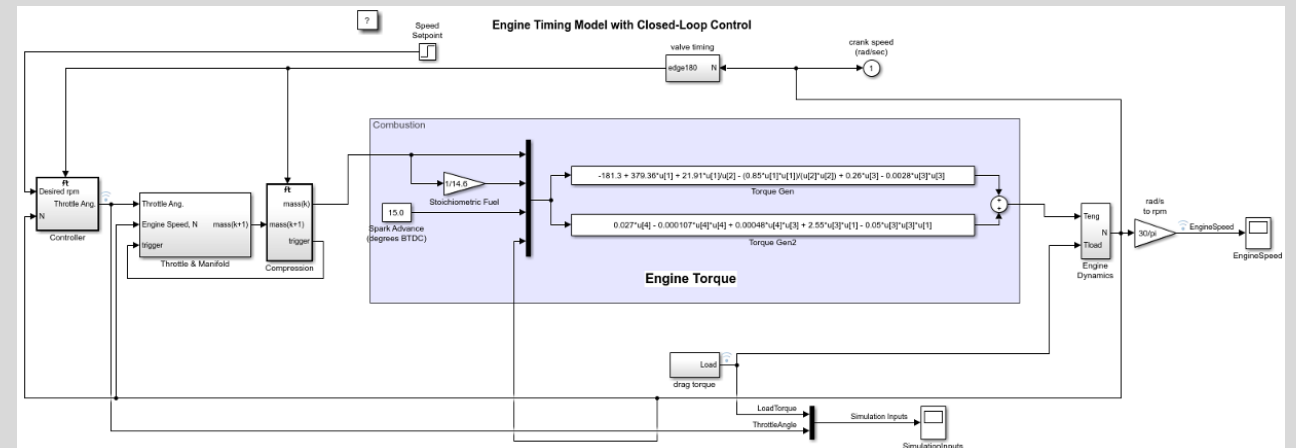 ?
Speed
Setpoint
Engine Timing Model with Closed-Loop Control
valve timing
edge180 N
crank speed
(rad/sec)
1
Combustion
ft
Desired rpm
Throttle Ang.
N
Controller
Throttle Ang.
Engine Speed, N mass(k+1)
trigger
Throttle & Manifold
ft
mass(k)
mass(k+1)
trigger
Compression
1/14.6
Stoichiometric Fuel
15.0
Spark Advance
(degrees BTDC)
-181.3 + 379.36*u[1] + 21.91*u[1]/u[2] - (0.85*u[1]*u[1])/(u[2]*u[2]) + 0.26*u[3] - 0.0028*u[3]*u[3]
Torque Gen
0.027*u[4] - 0.000107*u[4]*u[4] + 0.00048*u[4]*u[3] + 2.55*u[3]*u[1] - 0.05*u[3]*u[3]*u[1]
Torque Gen2
Engine Torque
+
+
Teng
N
Tload
Engine
Dynamics
rad/s
to rpm
30/pi
EngineSpeed
EngineSpeed
Load
drag torque
LoadTorque
ThrottleAngle
Simulation Inputs
SimulationInputs